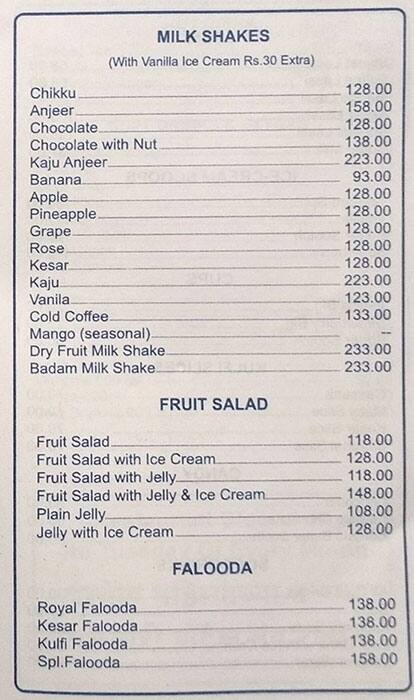 MILK SHAKES
(With Vanilla Ice Cream Rs.30 Extra)
Chikku 128.00
Anjeer 158.00
Chocolate 128.00
Chocolate with Nut 138.00
Kaju Anjeer 223.00
Banana 93.00
Apple 128.00
Pineapple 128.00
Grape 128.00
Rose 128.00
Kesar 128.00
Kaju 223.00
Vanila 123.00
Cold Coffee 133.00
Mango (seasonal) --
Dry Fruit Milk Shake 233.00
Badam Milk Shake 233.00
FRUIT SALAD
Fruit Salad 118.00
Fruit Salad with Ice Cream 128.00
Fruit Salad with Jelly 118.00
Fruit Salad with Jelly & Ice Cream 148.00
Plain Jelly 108.00
Jelly with Ice Cream 128.00
FALOODA
Royal Falooda 138.00
Kesar Falooda 138.00
Kulfi Falooda 138.00
Spl.Falooda 158.00